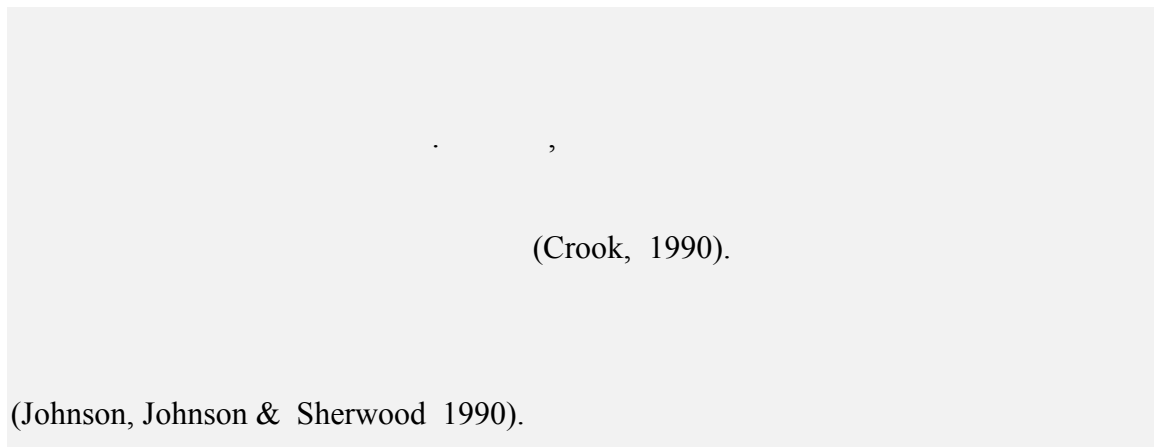 . ,
(Crook, 1990).
(Johnson, Johnson & Sherwood 1990).